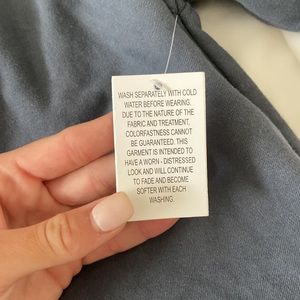 WASH SEPARATELY WITH COLD
WATER BEFORE WEARING.
DUE TO THE NATURE OF THE
FABRIC AND TREATMENT,
COLORFASTNESS CANNOT
BE GUARANTEED. THIS
GARMENT IS INTENDED TO
HAVE A WORN - DISTRESSED
LOOK AND WILL CONTINUE
TO FADE AND BECOME
SOFTER WITH EACH
WASHING.